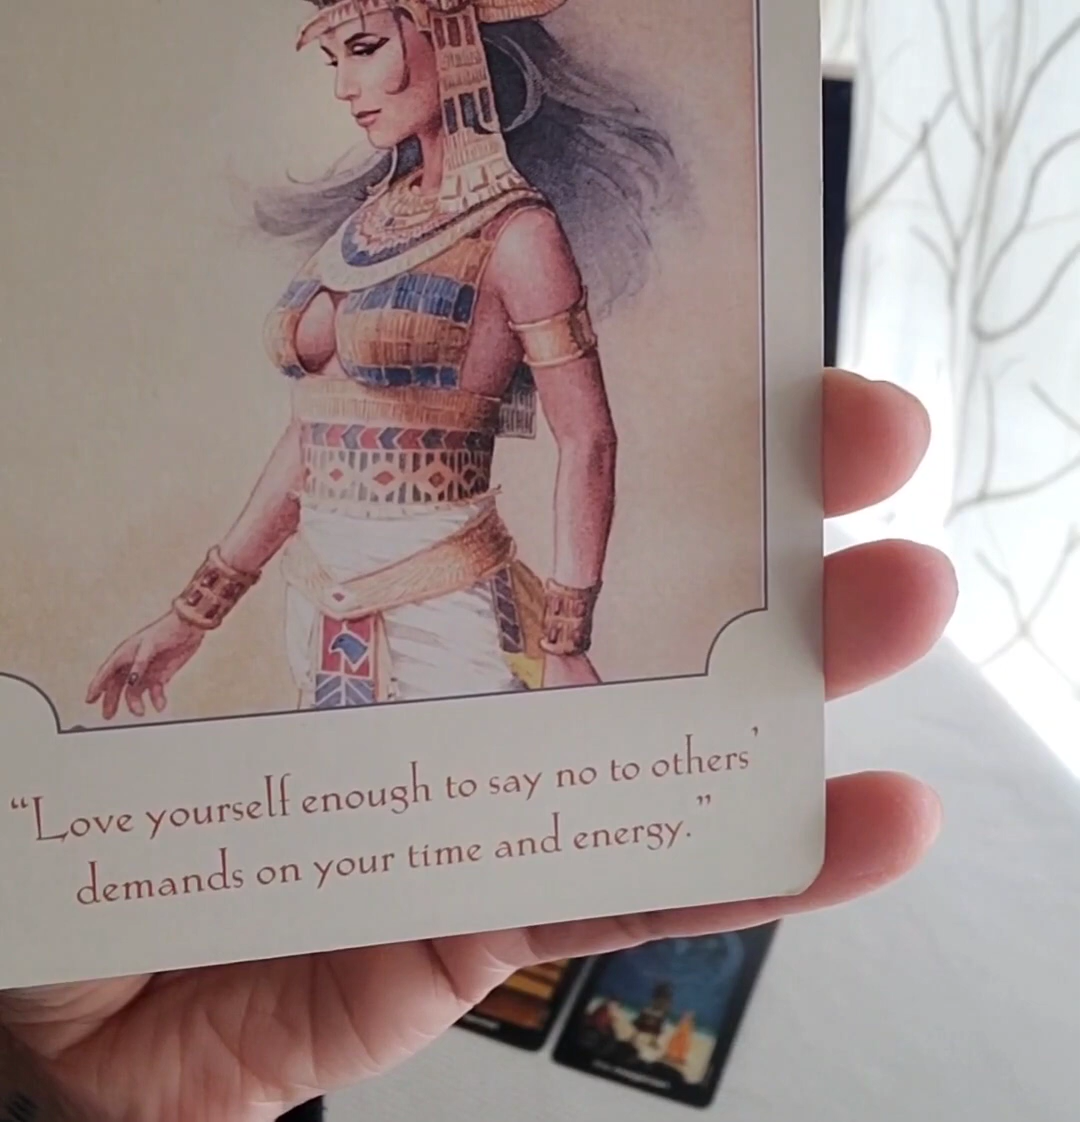 “Love yourself enough to say no to others’
demands on your time and energy.”